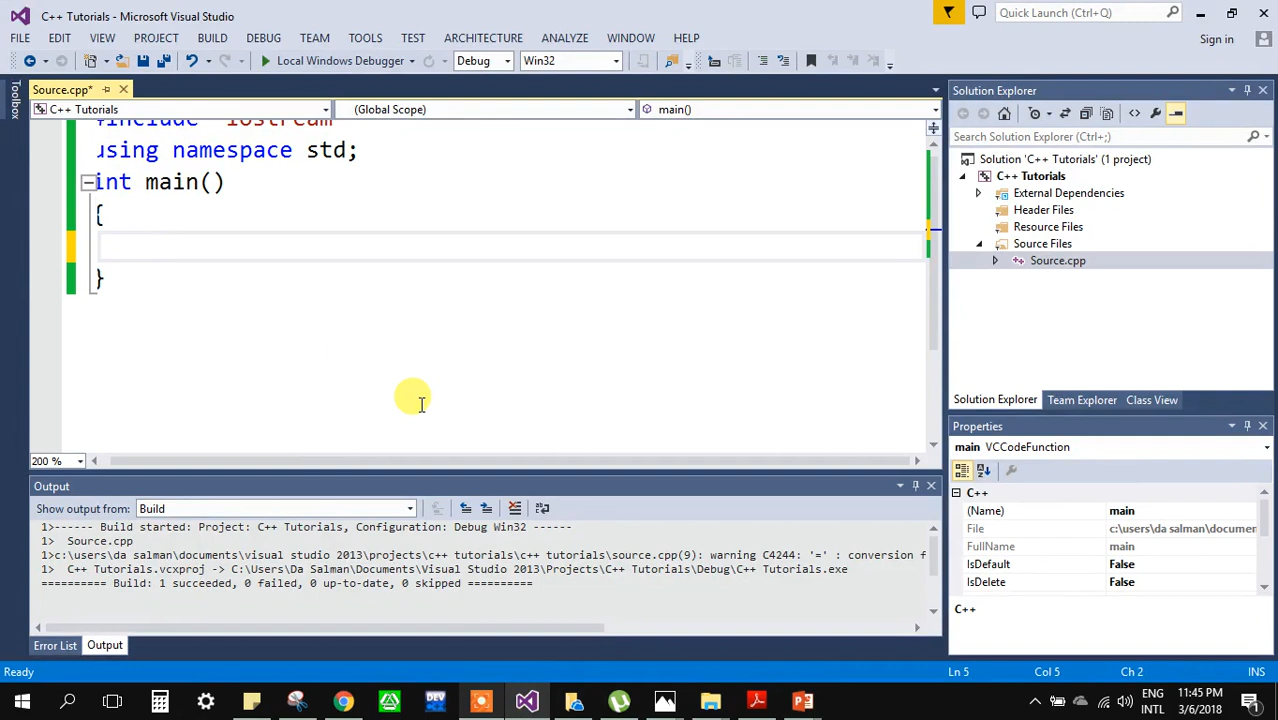 C++ Tutorials - Microsoft Visual Studio
Quick Launch (Ctrl+Q)
FILE EDIT VIEW PROJECT BUILD DEBUG TEAM TOOLS TEST ARCHITECTURE ANALYZE WINDOW HELP
Sign in
Local Windows Debugger Debug Win32
Toolbox
Source.cpp*
C++ Tutorials (Global Scope) main()
#include "iostream"
using namespace std;
int main()
{
}
200 %
Output
Show output from: Build
1>------ Build started: Project: C++ Tutorials, Configuration: Debug Win32 ------
1> Source.cpp
1>c:\users\da salman\documents\visual studio 2013\projects\c++ tutorials\c++ tutorials\source.cpp(9): warning C4244: '=' : conversion f
1> C++ Tutorials.vcxproj -> C:\Users\Da Salman\Documents\Visual Studio 2013\Projects\C++ Tutorials\Debug\C++ Tutorials.exe
========== Build: 1 succeeded, 0 failed, 0 up-to-date, 0 skipped ==========
Error List Output
Solution Explorer
Search Solution Explorer (Ctrl+;)
Solution 'C++ Tutorials' (1 project)
C++ Tutorials
External Dependencies
Header Files
Resource Files
Source Files
Source.cpp
Solution Explorer Team Explorer Class View
Properties
main VCCodeFunction
C++
(Name) main
File c:\users\da salman\documen
FullName main
IsDefault False
IsDelete False
C++
Ready Ln 5 Col 5 Ch 2 INS
DEV
ENG
INTL
11:45 PM
3/6/2018